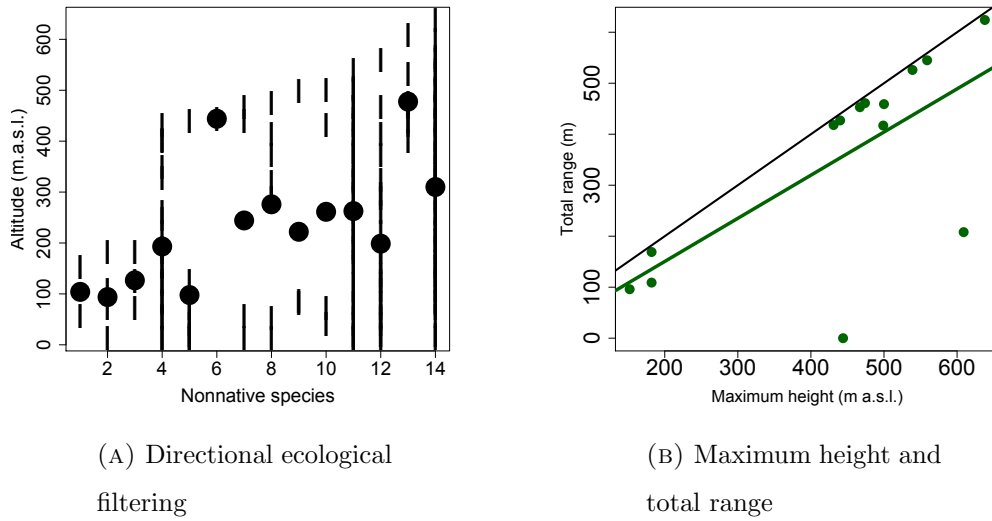 600
500
400
300
200
100
0
Altitude (m.a.s.l.)
2 4 6 8 10 12 14
Nonnative species
(A) Directional ecological
filtering
500
300
100
0
Total range (m)
200 300 400 500 600
Maximum height (m a.s.l.)
(B) Maximum height and
total range